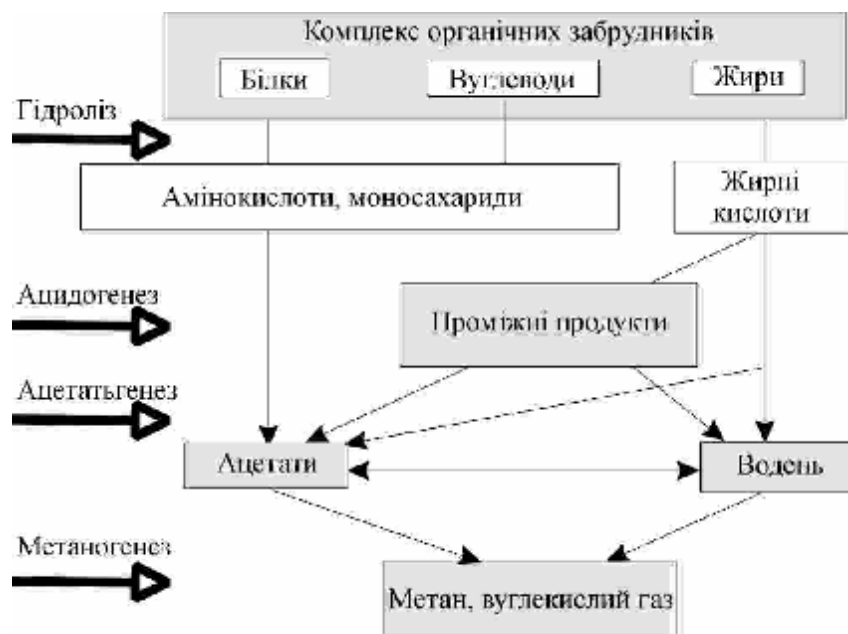 Комплекс органічних забрудників
Білки
Вуглеводи
Жири
Гідроліз
Амінокислоти, моносахариди
Жирні
кислоти
Ацидогенез
Проміжні продукти
Ацетатьгенез
Ацетати
Водень
Метаногенез
Метан, вуглекислий газ